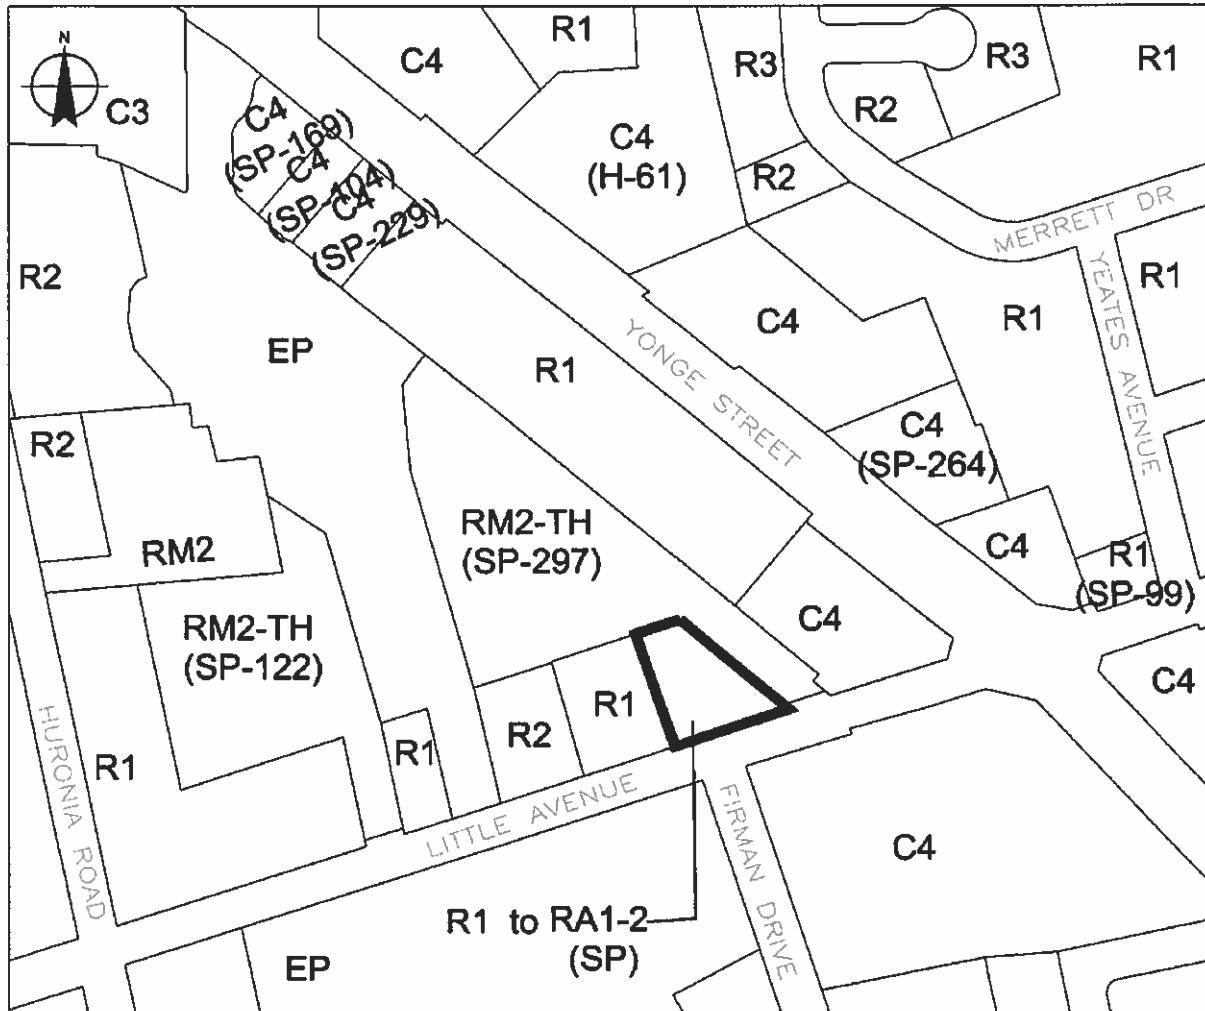 R1
C4
R3
R3
R1
N
C3
R2
C4
(SP-169)
C4
(H-61)
C4
(SP-104)
R2
C4
(SP-229)
MERRETT DR
R2
R1
YEATES AVENUE
C4
R1
EP
R1
YONGE STREET
C4
(SP-264)
R2
RM2-TH
(SP-297)
RM2
C4
R1
(SP-99)
RM2-TH
(SP-122)
C4
C4
R1
R2
HURONIA ROAD
R1
R1
LITTLE AVENUE
FIRMAN DRIVE
C4
R1 to RA1-2
(SP)
EP